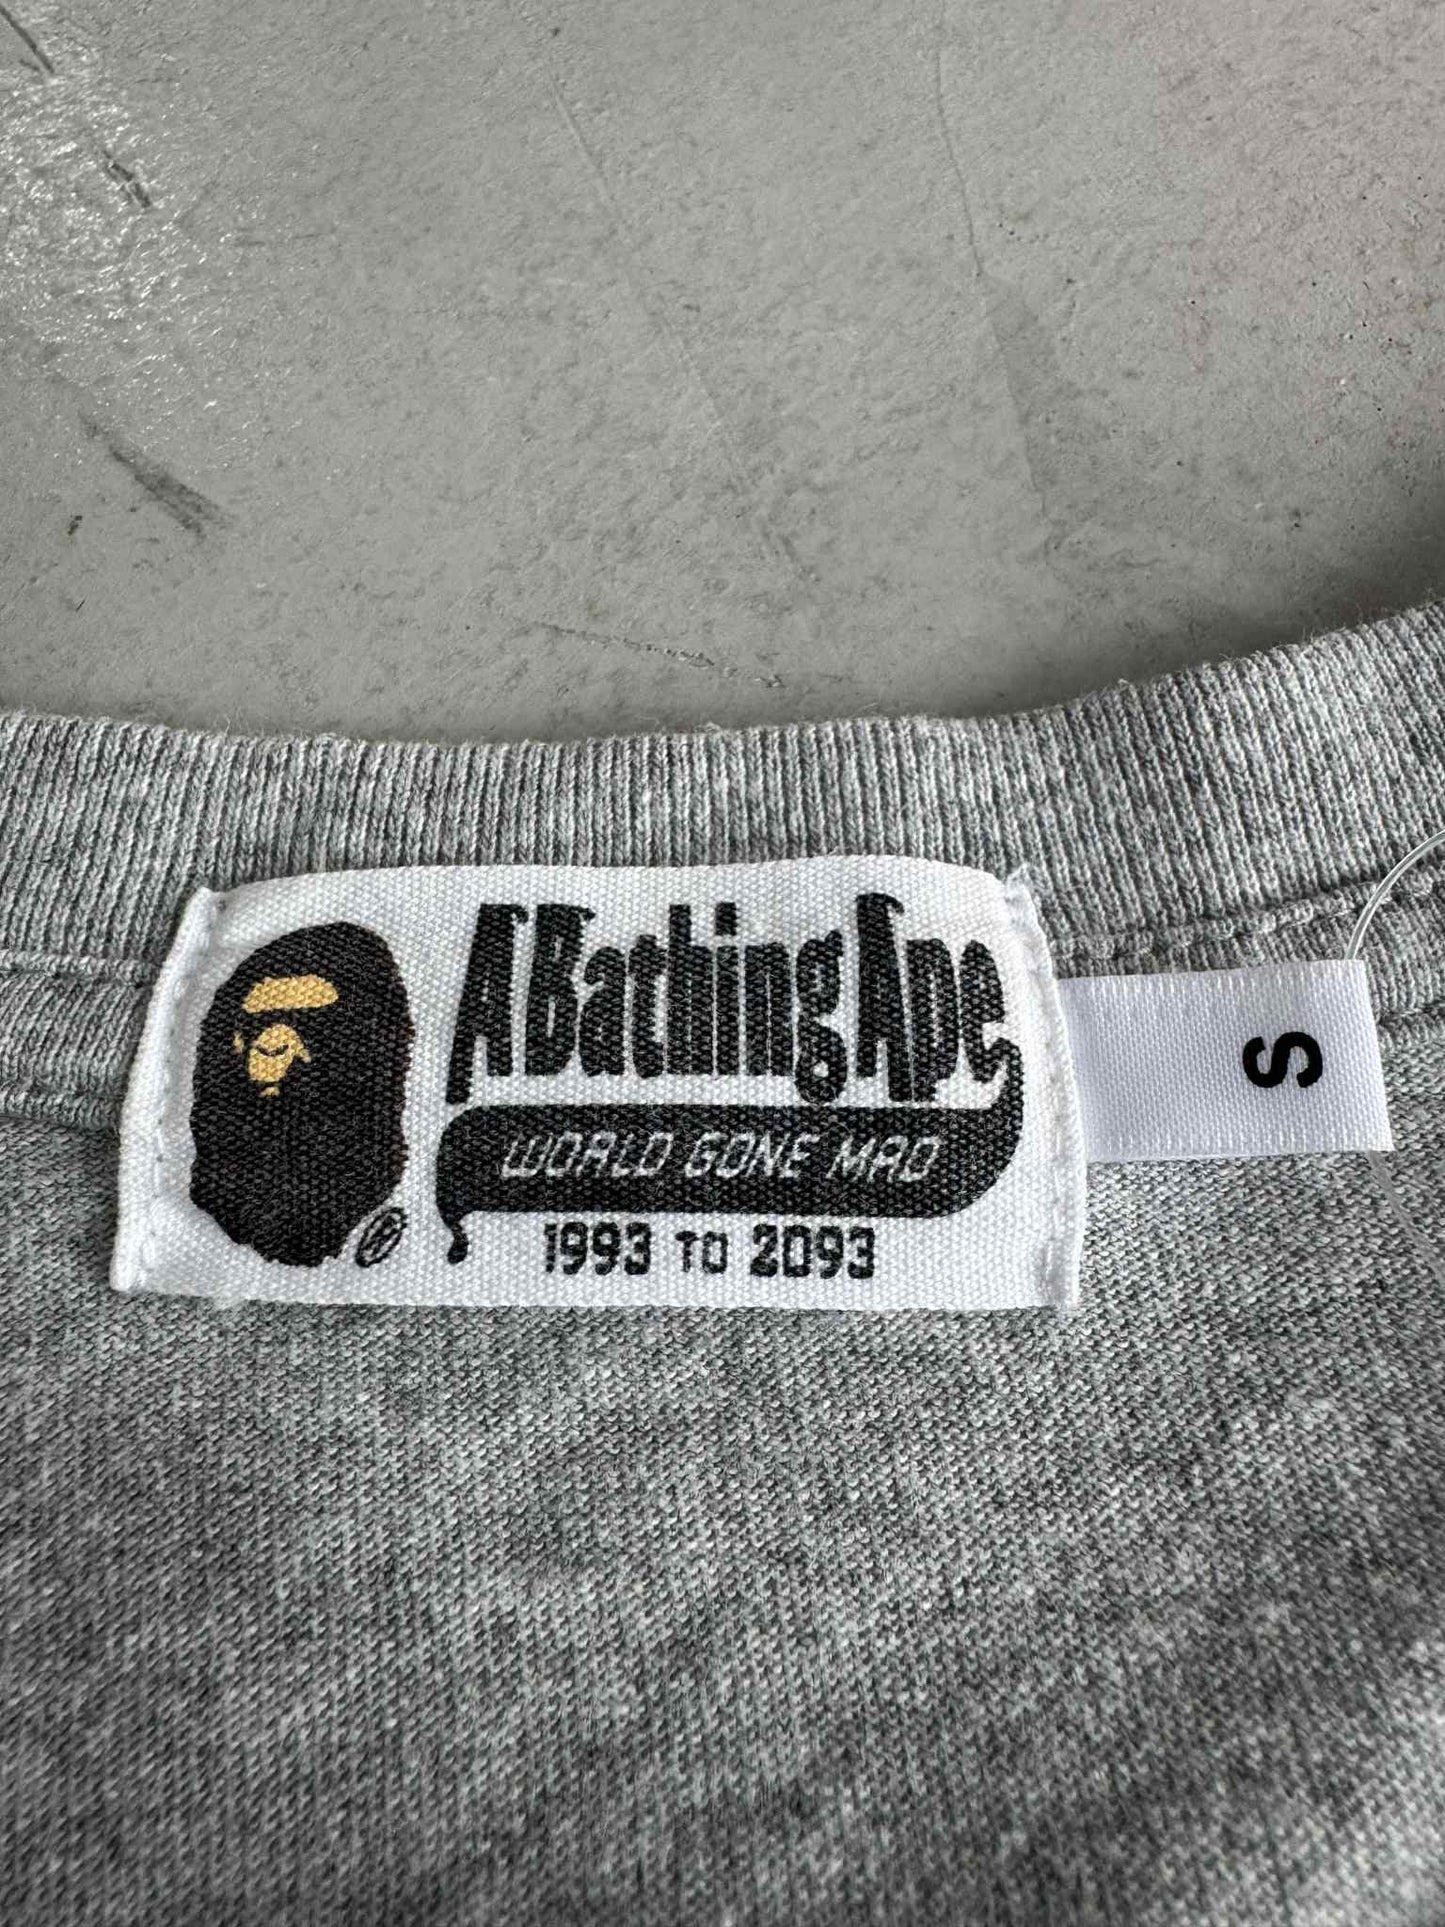 A Bathing Ape
WORLD GONE MAD
1993 TO 2093
S